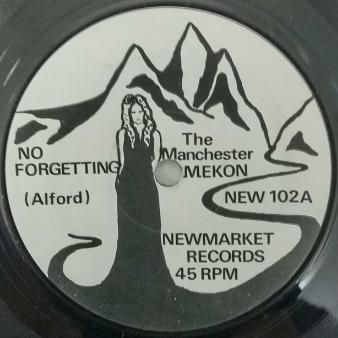 NO
FORGETTING
(Alford)
The
Manchester
MEKON
NEW 102A
NEWMARKET
RECORDS
45 RPM